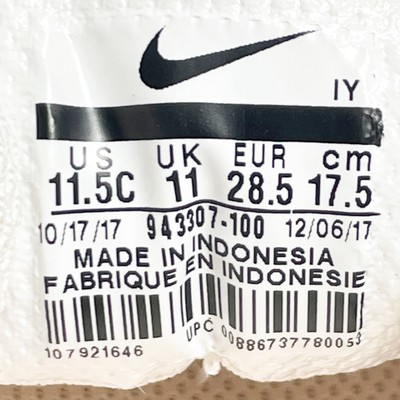 IY
US UK EUR cm
11.5C 11 28.5 17.5
10/17/17 943307-100 12/06/17
MADE IN INDONESIA
FABRIQUE EN INDONESIE
107921646 UPC 00886737780053